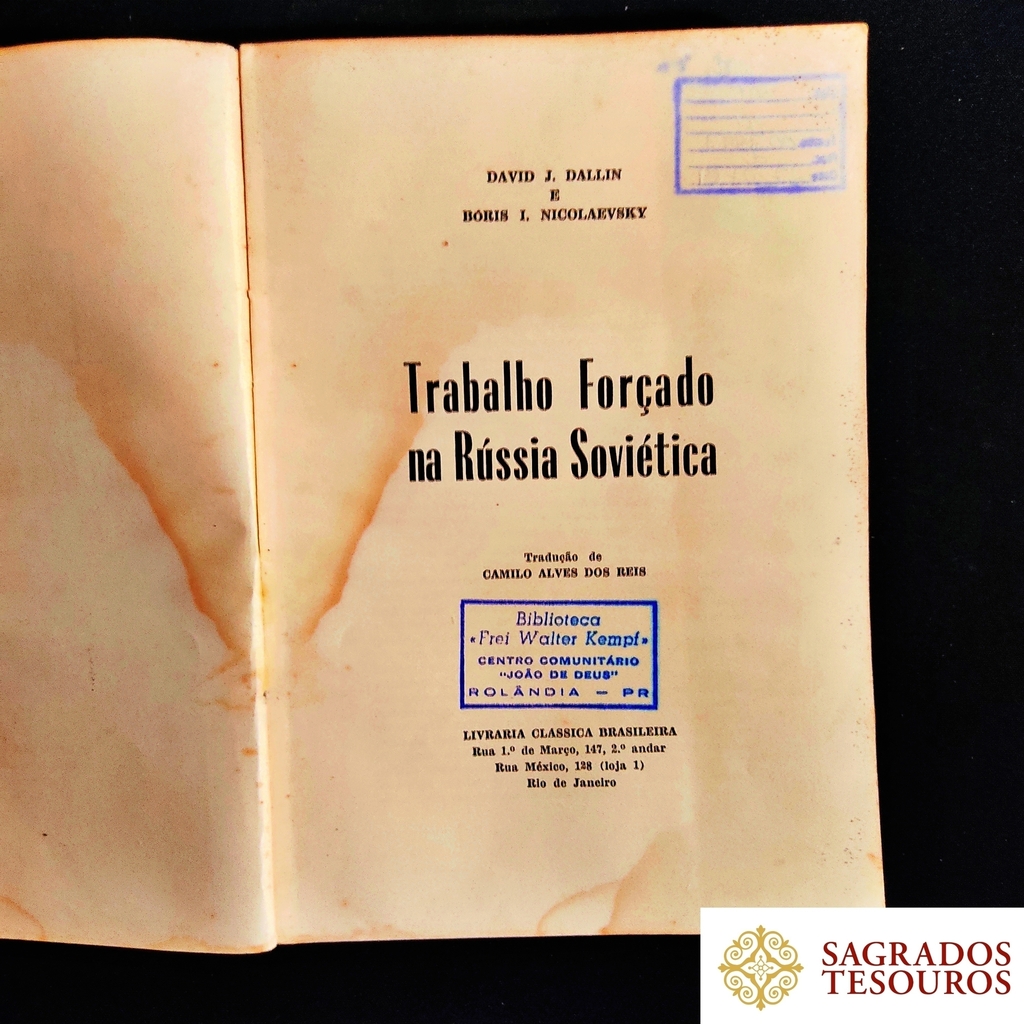 DAVID J. DALLIN
E
BORIS I. NICOLAEVSKY
Trabalho Forçado
na Rússia Soviética
Tradução de
CAMILO ALVES DOS REIS
Biblioteca
«Frei Walter Kempf»
CENTRO COMUNITÁRIO
"JOÃO DE DEUS"
ROLÂNDIA — PR
LIVRARIA CLASSICA BRASILEIRA
Rua 1.º de Março, 147, 2.º andar
Rua México, 128 (loja 1)
Rio de Janeiro
SAGRADOS
TESOUROS